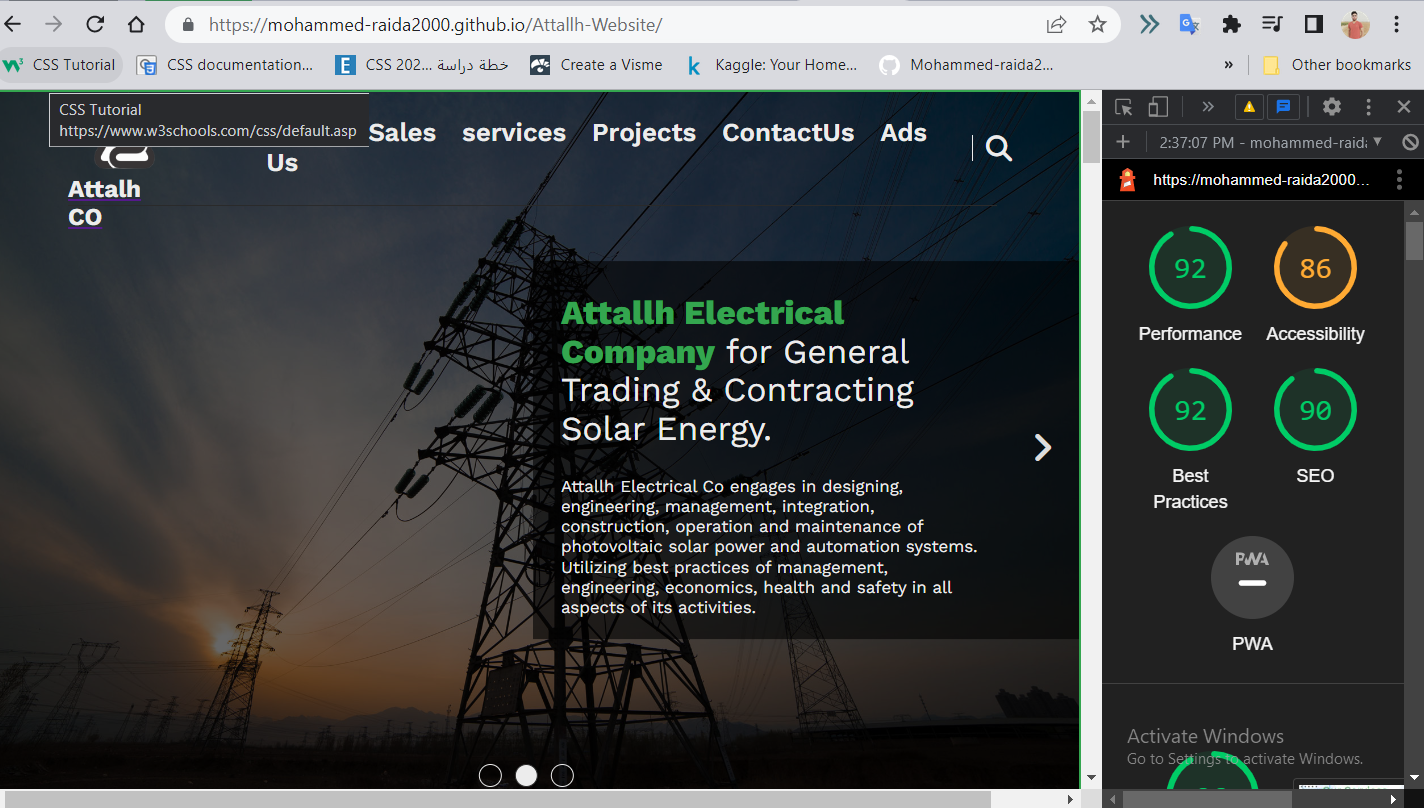 https://mohammed-raida2000.github.io/Attallh-Website/
CSS Tutorial
CSS documentation...
CSS 202... خطة دراسة
Create a Visme
Kaggle: Your Home...
Mohammed-raida2...
»
Other bookmarks
CSS Tutorial
https://www.w3schools.com/css/default.asp
Us
Sales
services
Projects
ContactUs
Ads
Attalh
CO
Attallh Electrical
Company for General
Trading & Contracting
Solar Energy.
Attallh Electrical Co engages in designing,
engineering, management, integration,
construction, operation and maintenance of
photovoltaic solar power and automation systems.
Utilizing best practices of management,
engineering, economics, health and safety in all
aspects of its activities.
2:37:07 PM - mohammed-raid
https://mohammed-raida2000...
92
Performance
86
Accessibility
92
Best
Practices
90
SEO
PWA
PWA
Activate Windows
Go to Settings to activate Windows.